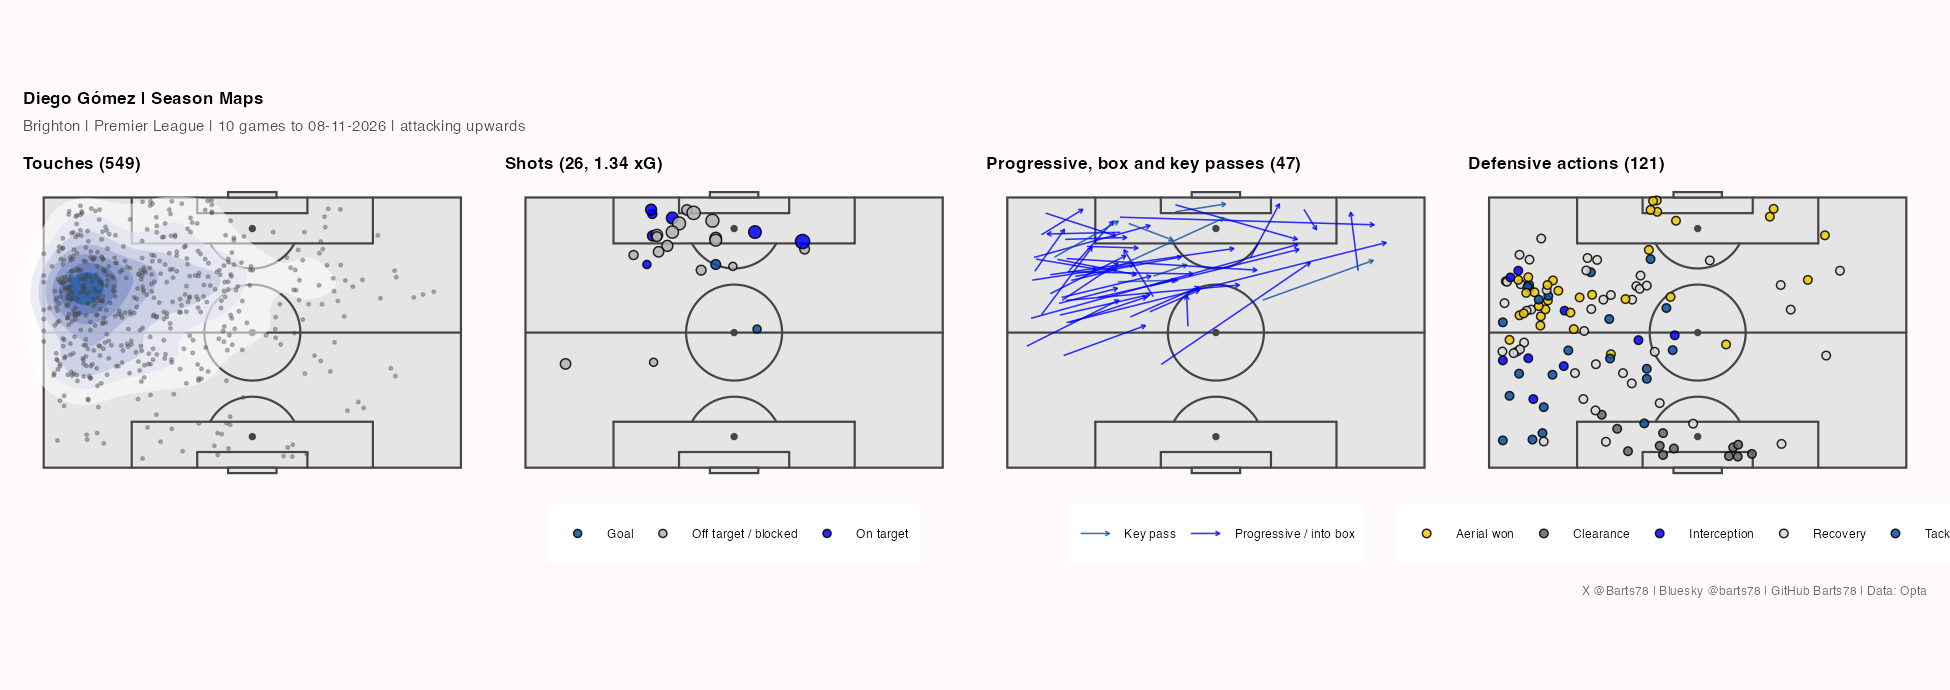 Diego Gómez | Season Maps
Brighton | Premier League | 10 games to 08-11-2026 | attacking upwards
Touches (549)
Shots (26, 1.34 xG)
Progressive, box and key passes (47)
Defensive actions (121)
Goal
Off target / blocked
On target
Key pass
Progressive / into box
Aerial won
Clearance
Interception
Recovery
Tack
X @Barts78 | Bluesky @barts78 | GitHub Barts78 | Data: Opta